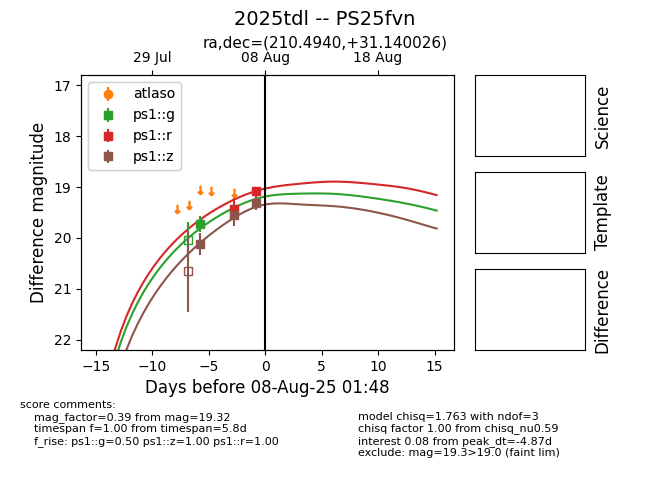 2025tdl -- PS25fvn
ra,dec=(210.4940,+31.140026)
29 Jul 08 Aug 18 Aug
17
18
19
20
21
22
Difference magnitude
atlaso
ps1::g
ps1::r
ps1::z
−15 −10 −5 0 5 10 15
Days before 08-Aug-25 01:48
Science
Template
Difference
score comments:
mag_factor=0.39 from mag=19.32
timespan f=1.00 from timespan=5.8d
f_rise: ps1::g=0.50 ps1::z=1.00 ps1::r=1.00
model chisq=1.763 with ndof=3
chisq factor 1.00 from chisq_nu0.59
interest 0.08 from peak_dt=-4.87d
exclude: mag=19.3>19.0 (faint lim)